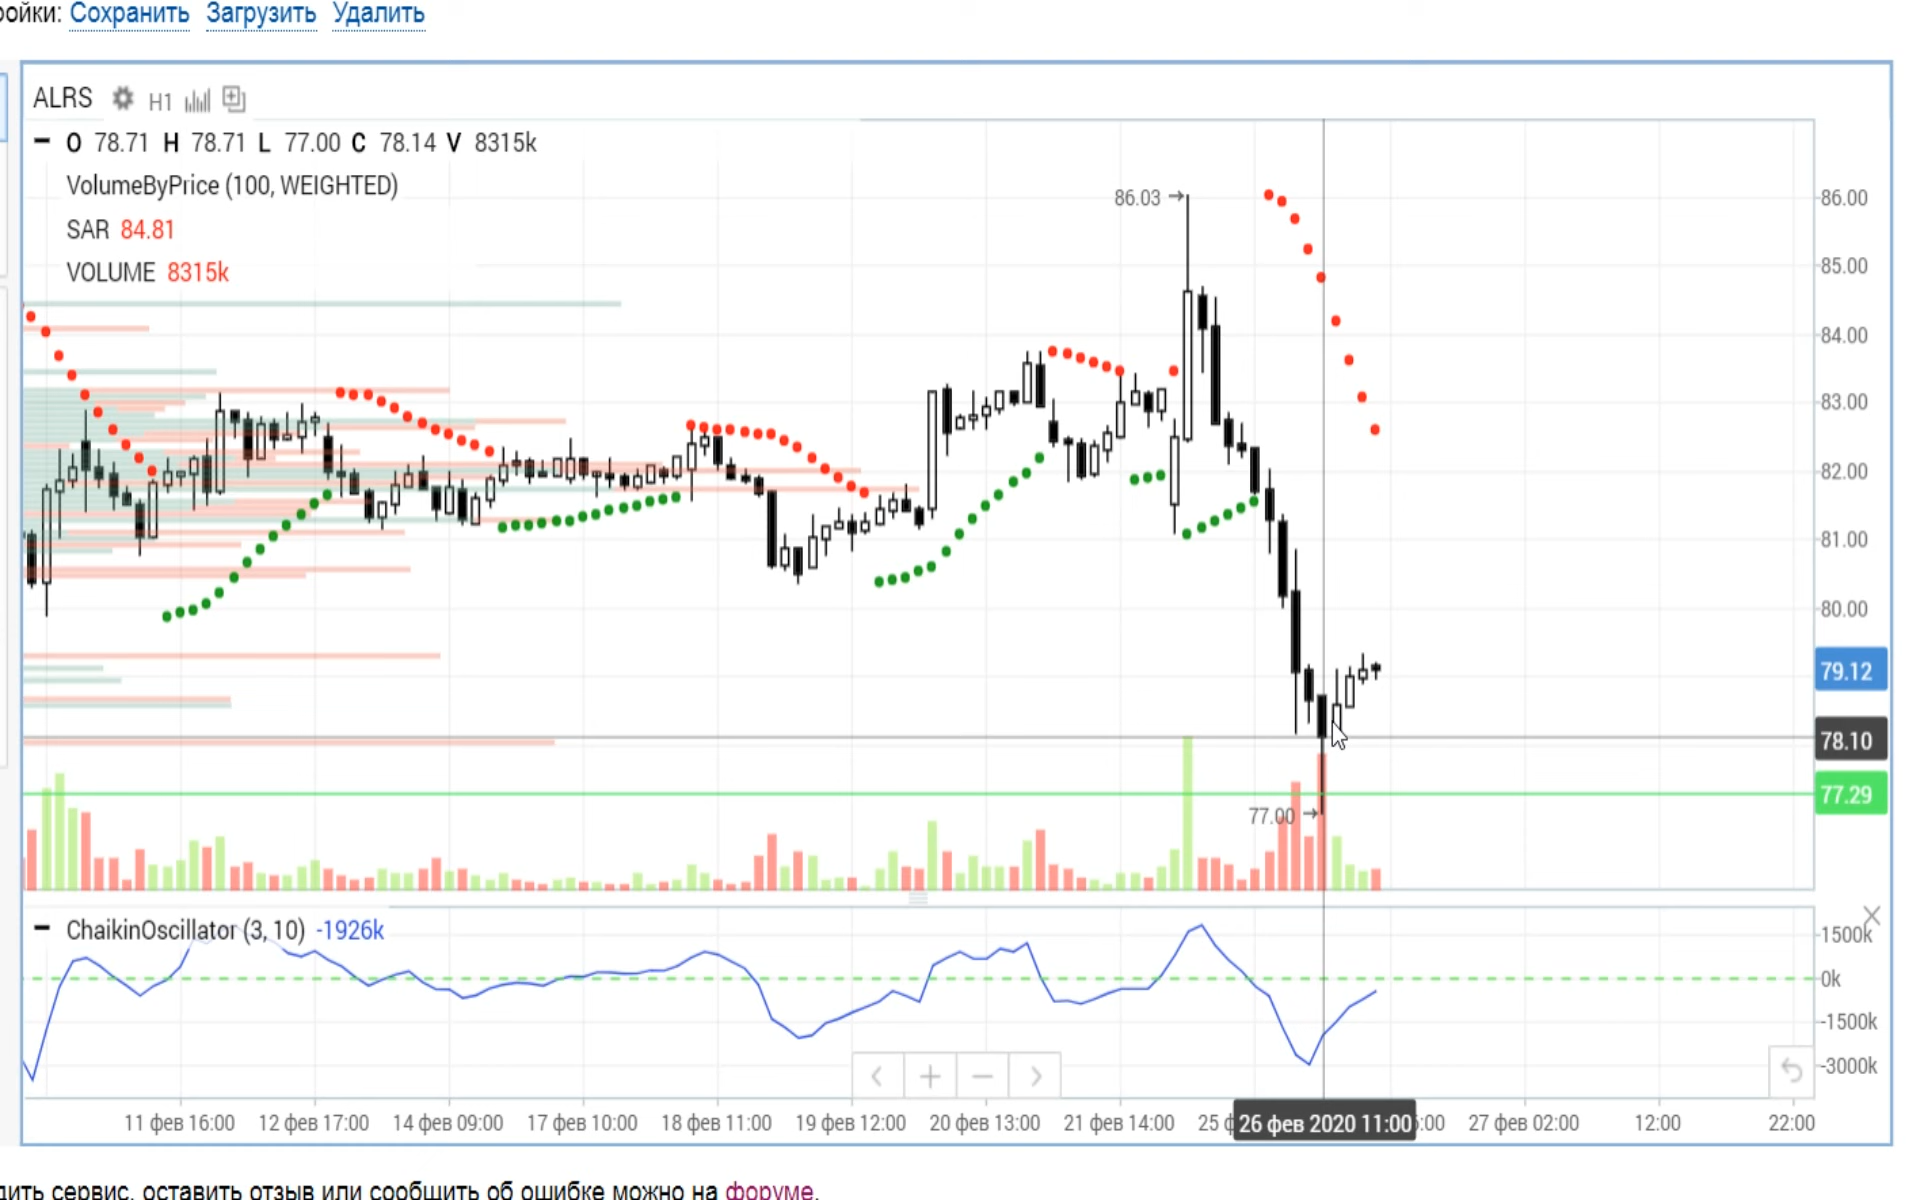 ройки: Сохранить Загрузить Удалить
ALRS H1
O 78.71 H 78.71 L 77.00 C 78.14 V 8315k
VolumeByPrice (100, WEIGHTED)
SAR 84.81
VOLUME 8315k
86.03
86.00
85.00
84.00
83.00
82.00
81.00
80.00
79.12
78.10
77.29
77.00
ChaikinOscillator (3, 10) -1926k
1500k
0k
-1500k
-3000k
11 фев 16:00 12 фев 17:00 14 фев 09:00 17 фев 10:00 18 фев 11:00 19 фев 12:00 20 фев 13:00 21 фев 14:00 25 26 фев 2020 11:00 :00 27 фев 02:00 12:00 22:00
дить сервис, оставить отзыв или сообщить об ошибке можно на форуме.